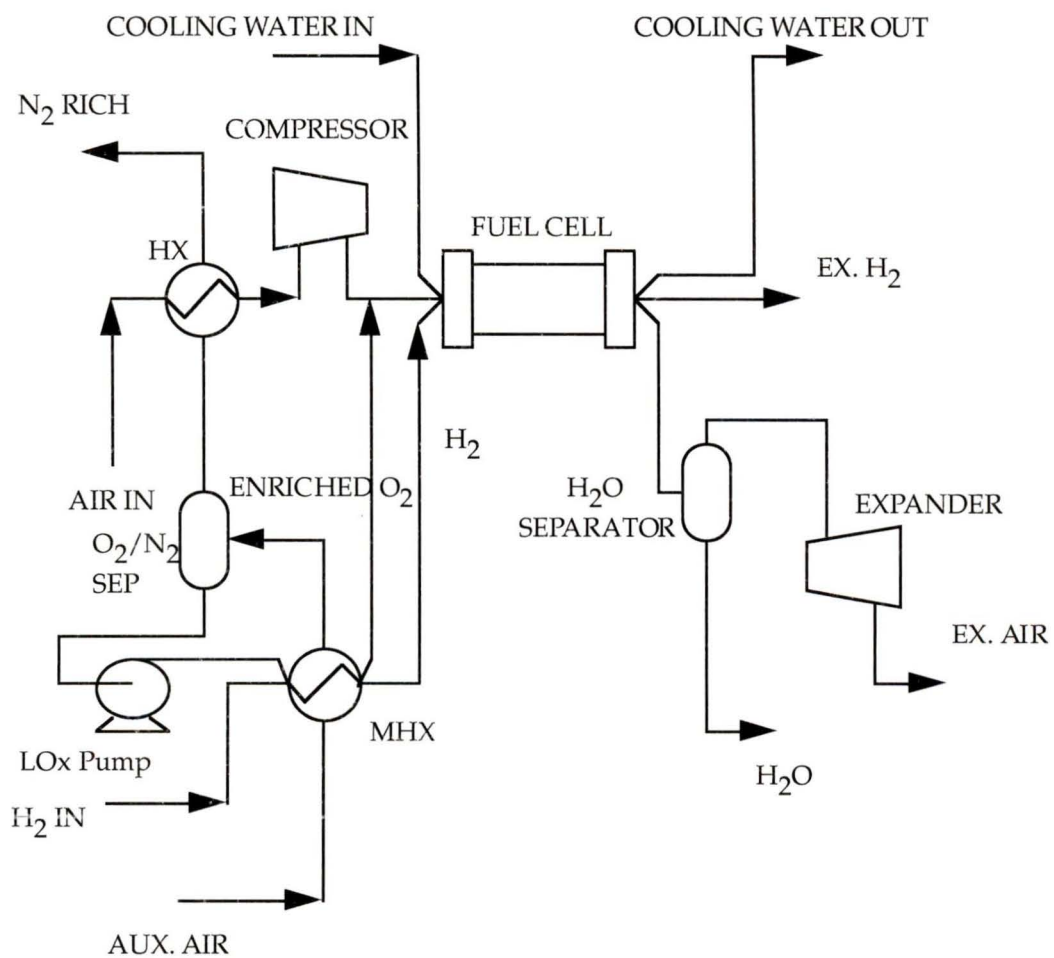 COOLING WATER IN
COOLING WATER OUT
N2 RICH
COMPRESSOR
HX
FUEL CELL
EX. H2
H2
AIR IN
ENRICHED O2
O2/N2
SEP
H2O
SEPARATOR
EXPANDER
EX. AIR
MHX
LOx Pump
H2O
H2 IN
AUX. AIR